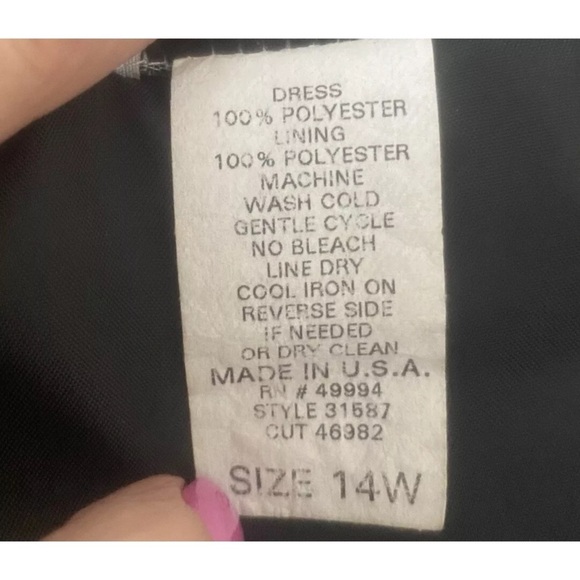 DRESS
100% POLYESTER
LINING
100% POLYESTER
MACHINE
WASH COLD
GENTLE CYCLE
NO BLEACH
LINE DRY
COOL IRON ON
REVERSE SIDE
IF NEEDED
OR DRY CLEAN
MADE IN U.S.A.
RN # 49994
STYLE 31587
CUT 46982
SIZE 14W